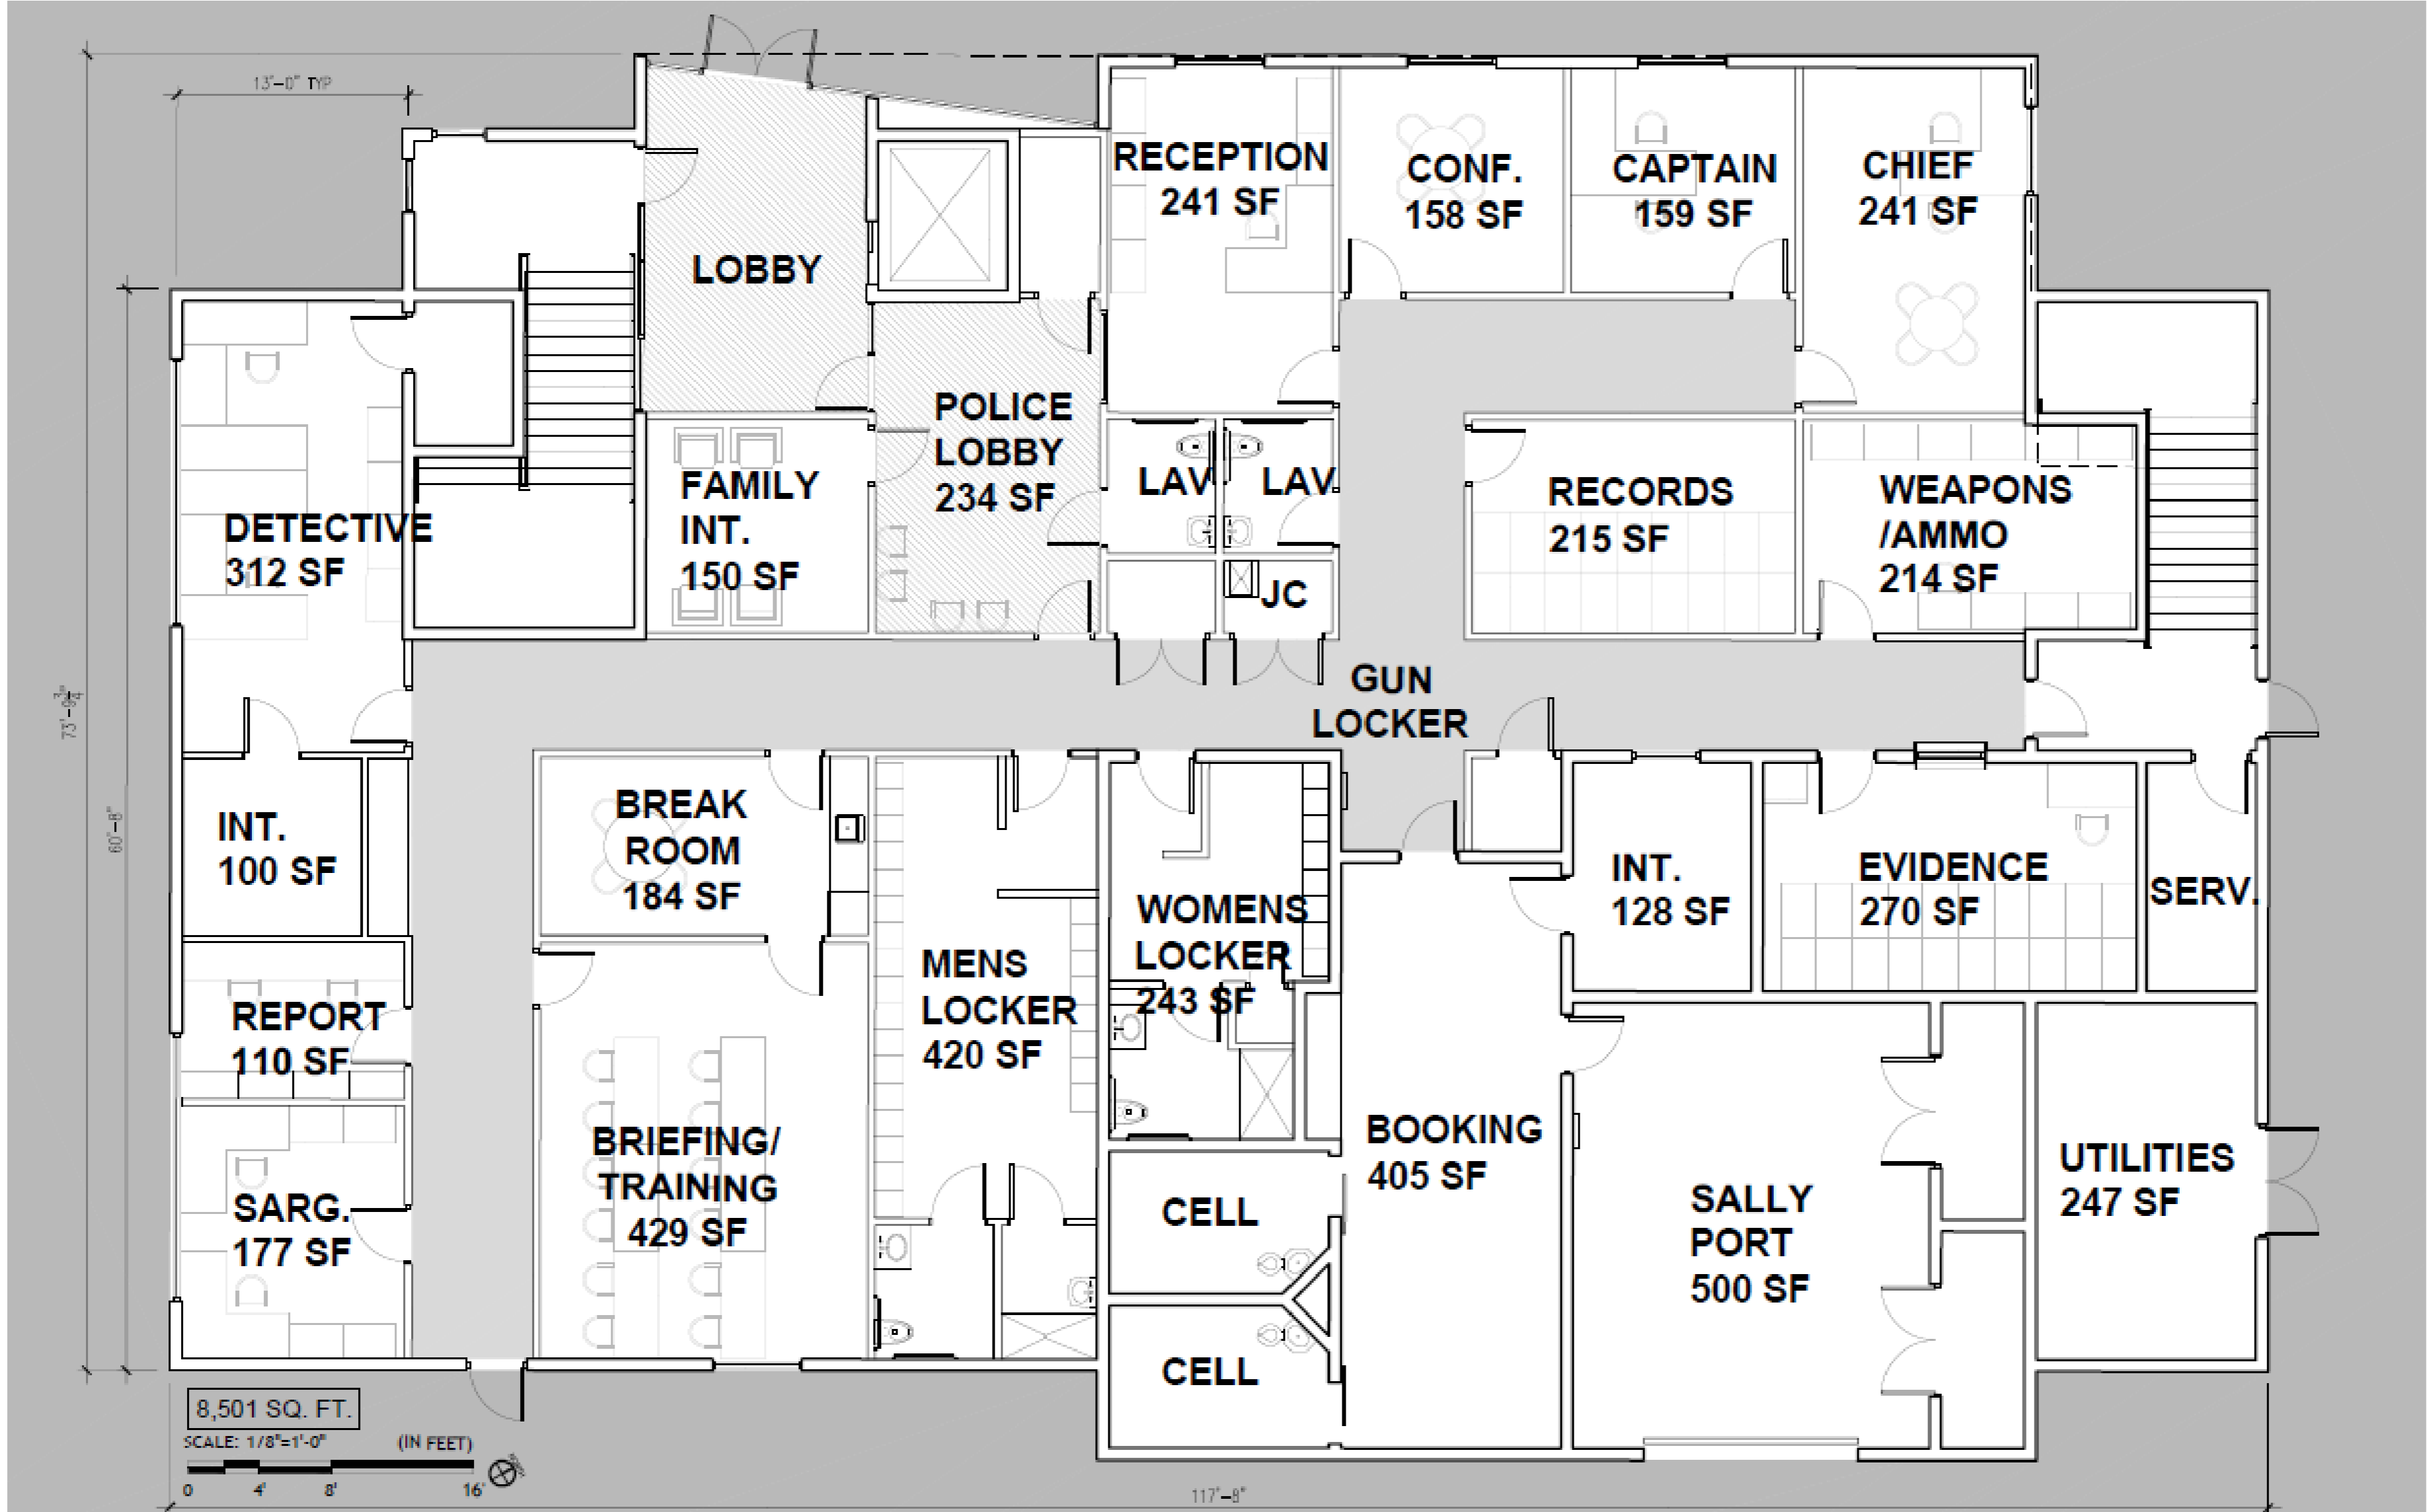 13'-0" TYP
RECEPTION
241 SF
CONF.
158 SF
CAPTAIN
159 SF
CHIEF
241 SF
LOBBY
POLICE
LOBBY
234 SF
FAMILY
INT.
150 SF
LAV
LAV
JC
RECORDS
215 SF
WEAPONS
/AMMO
214 SF
DETECTIVE
312 SF
GUN
LOCKER
73'-9 3/4"
60'-8"
INT.
100 SF
BREAK
ROOM
184 SF
MENS
LOCKER
420 SF
WOMENS
LOCKER
243 SF
INT.
128 SF
EVIDENCE
270 SF
SERV.
REPORT
110 SF
SARG.
177 SF
BRIEFING/
TRAINING
429 SF
CELL
CELL
BOOKING
405 SF
SALLY
PORT
500 SF
UTILITIES
247 SF
8,501 SQ. FT.
SCALE: 1/8"=1'-0" (IN FEET)
0 4' 8' 16'
117'-8"